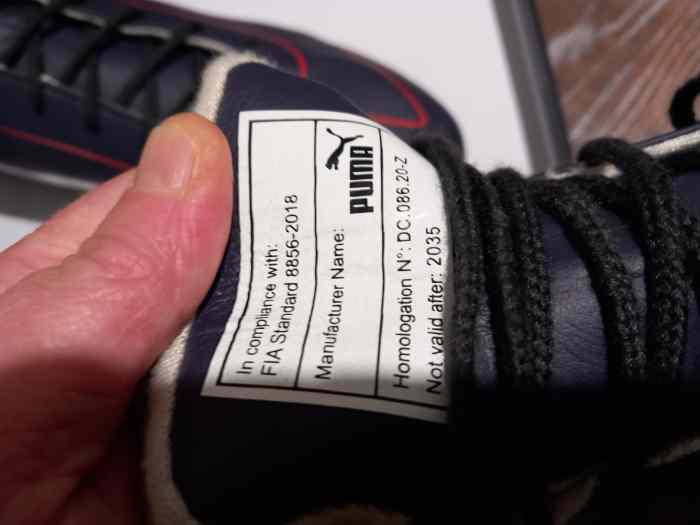 In compliance with:
FIA Standard 8856-2018
Manufacturer Name:
PUMA
Homologation N°: DC.086.20-Z
Not valid after: 2035